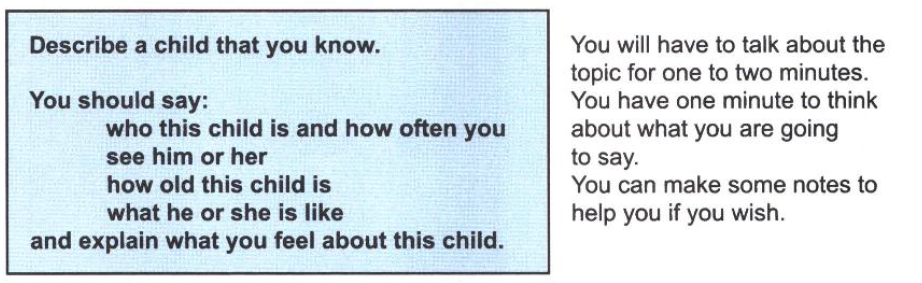 Describe a child that you know.
You should say:
who this child is and how often you
see him or her
how old this child is
what he or she is like
and explain what you feel about this child.
You will have to talk about the
topic for one to two minutes.
You have one minute to think
about what you are going
to say.
You can make some notes to
help you if you wish.